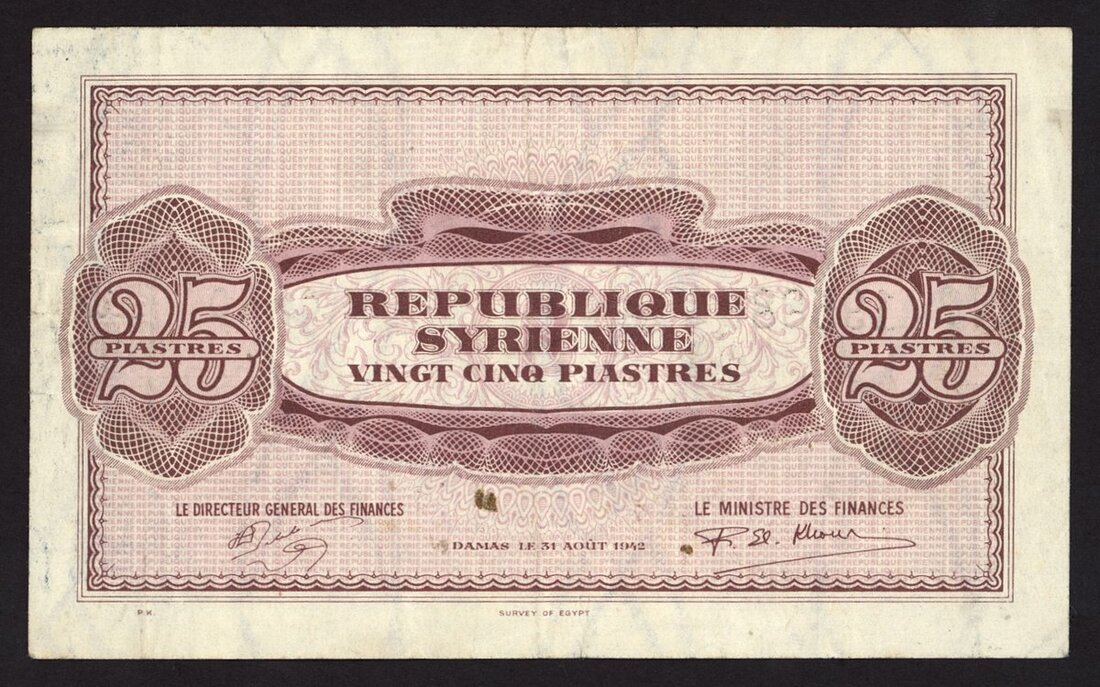 REPUBLIQUE
SYRIENNE
VINGT CINQ PIASTRES
25
PIASTRES
25
PIASTRES
LE DIRECTEUR GENERAL DES FINANCES
LE MINISTRE DES FINANCES
DAMAS LE 31 AOÛT 1942
P.K.
SURVEY OF EGYPT